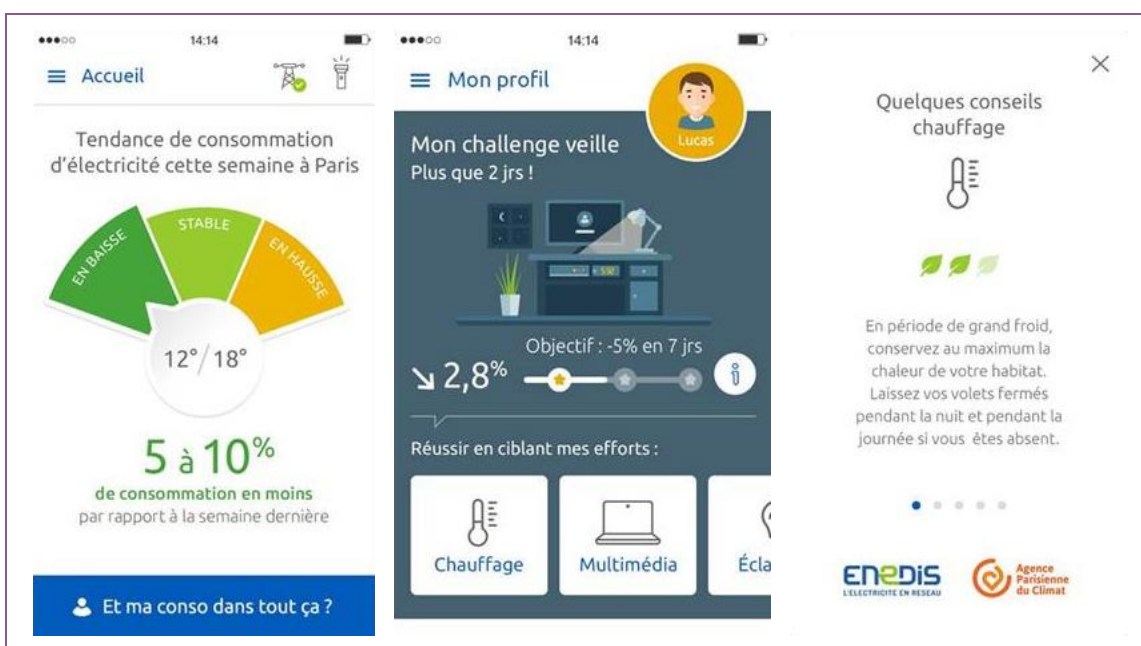 14:14
Accueil
Tendance de consommation
d'électricité cette semaine à Paris
EN BAISSE
STABLE
EN HAUSSE
12°/18°
5 à 10%
de consommation en moins
par rapport à la semaine dernière
Et ma conso dans tout ça ?
14:14
Mon profil
Lucas
Mon challenge veille
Plus que 2 jrs !
Objectif : -5% en 7 jrs
2,8%
Réussir en ciblant mes efforts :
Chauffage
Multimédia
Écla
Quelques conseils
chauffage
En période de grand froid,
conservez au maximum la
chaleur de votre habitat.
Laissez vos volets fermés
pendant la nuit et pendant la
journée si vous êtes absent.
ENEDIS
L'ELECTRICITE EN RESEAU
Agence
Parisienne
du Climat